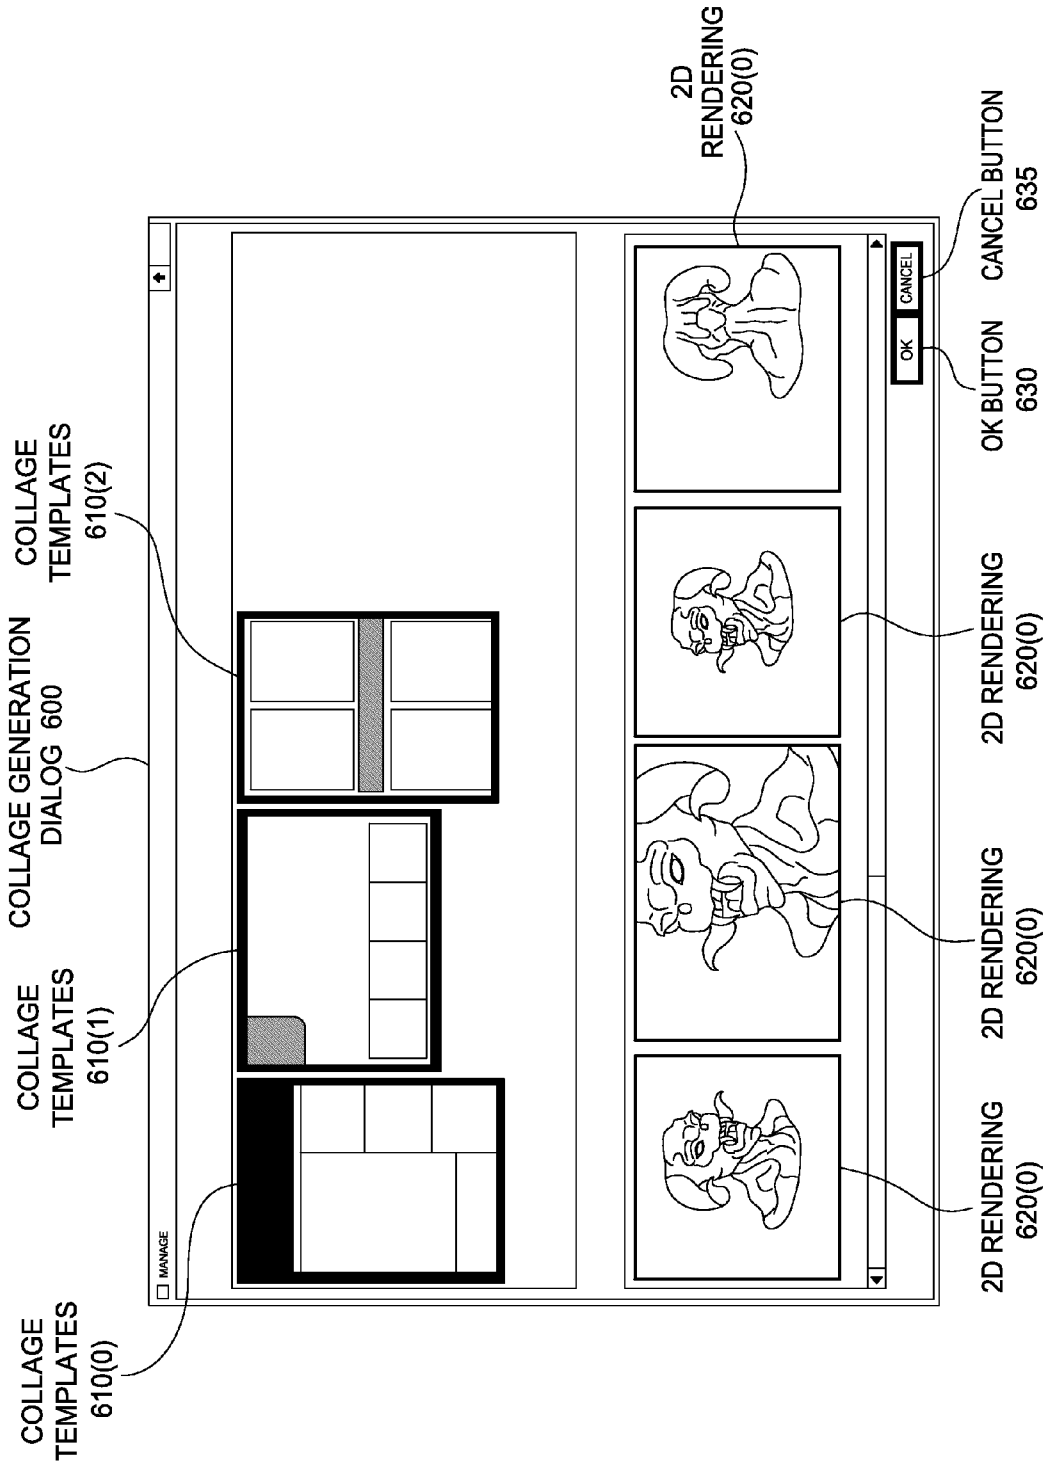 COLLAGE
TEMPLATES
610(0)
COLLAGE
TEMPLATES
610(1)
COLLAGE GENERATION
DIALOG 600
COLLAGE
TEMPLATES
610(2)
MANAGE
2D
RENDERING
620(0)
OK
CANCEL
2D RENDERING
620(0)
2D RENDERING
620(0)
2D RENDERING
620(0)
OK BUTTON
630
CANCEL BUTTON
635